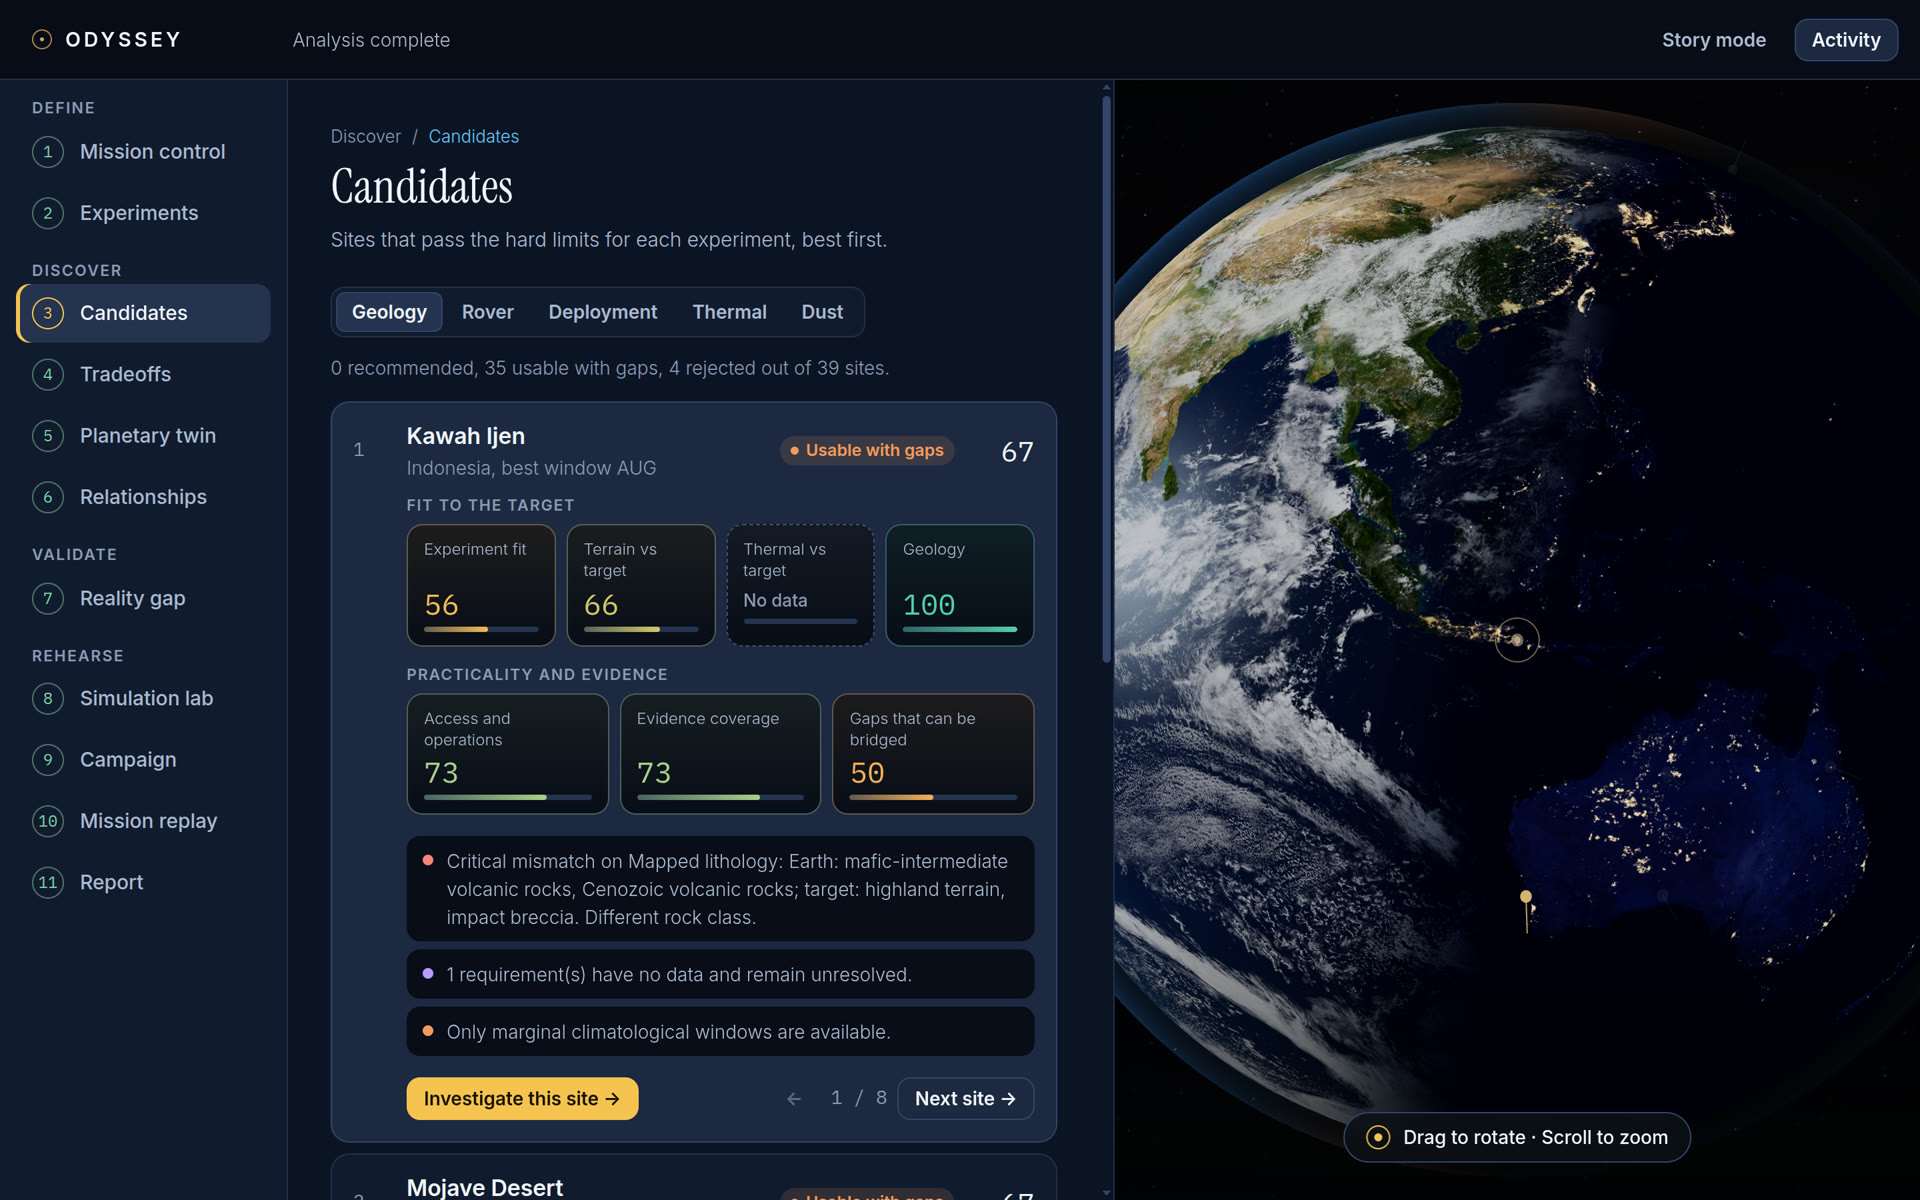 ODYSSEY
Analysis complete
Story mode
Activity
DEFINE
1 Mission control
2 Experiments
DISCOVER
3 Candidates
4 Tradeoffs
5 Planetary twin
6 Relationships
VALIDATE
7 Reality gap
REHEARSE
8 Simulation lab
9 Campaign
10 Mission replay
11 Report
Discover / Candidates
Candidates
Sites that pass the hard limits for each experiment, best first.
Geology Rover Deployment Thermal Dust
0 recommended, 35 usable with gaps, 4 rejected out of 39 sites.
1 Kawah Ijen Usable with gaps 67
Indonesia, best window AUG
FIT TO THE TARGET
Experiment fit
56
Terrain vs
target
66
Thermal vs
target
No data
Geology
100
PRACTICALITY AND EVIDENCE
Access and
operations
73
Evidence coverage
73
Gaps that can be
bridged
50
Critical mismatch on Mapped lithology: Earth: mafic-intermediate
volcanic rocks, Cenozoic volcanic rocks; target: highland terrain,
impact breccia. Different rock class.
1 requirement(s) have no data and remain unresolved.
Only marginal climatological windows are available.
Investigate this site →
← 1 / 8 Next site →
Mojave Desert Usable with gaps 67
Drag to rotate · Scroll to zoom